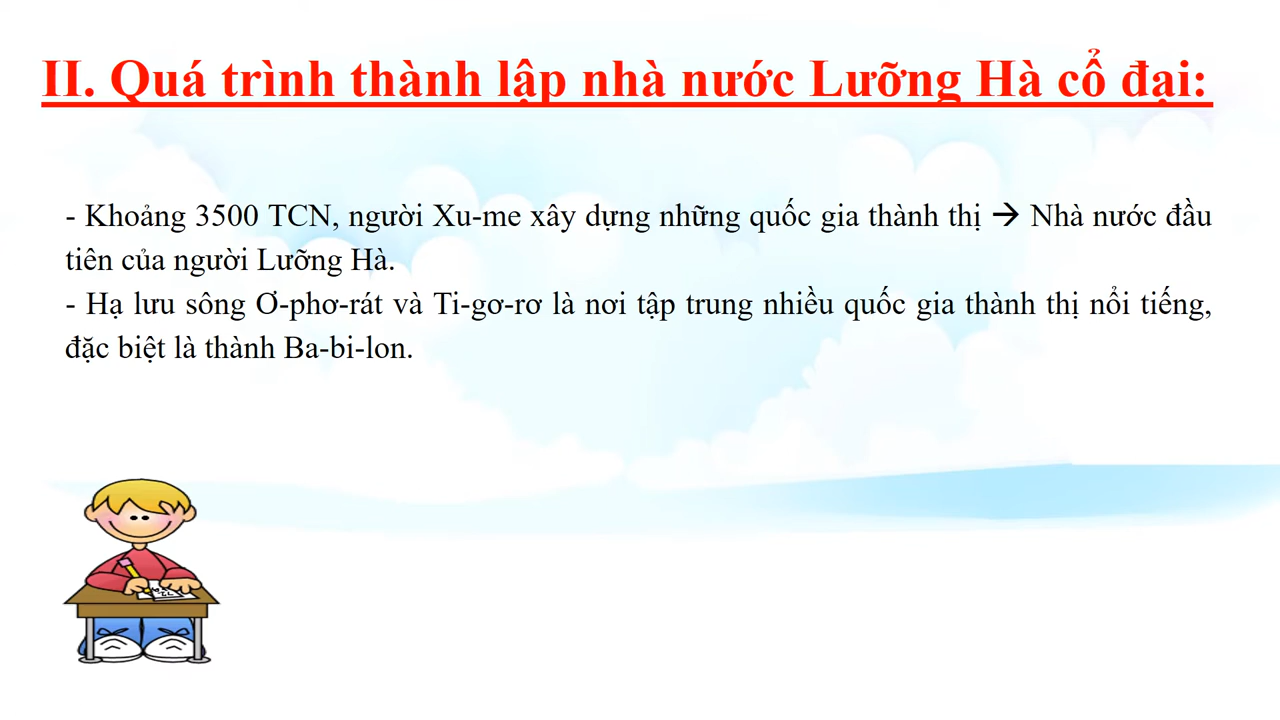 II. Quá trình thành lập nhà nước Lưỡng Hà cổ đại:
- Khoảng 3500 TCN, người Xu-me xây dựng những quốc gia thành thị → Nhà nước đầu
tiên của người Lưỡng Hà.
- Hạ lưu sông Ơ-phơ-rát và Ti-gơ-rơ là nơi tập trung nhiều quốc gia thành thị nổi tiếng,
đặc biệt là thành Ba-bi-lon.